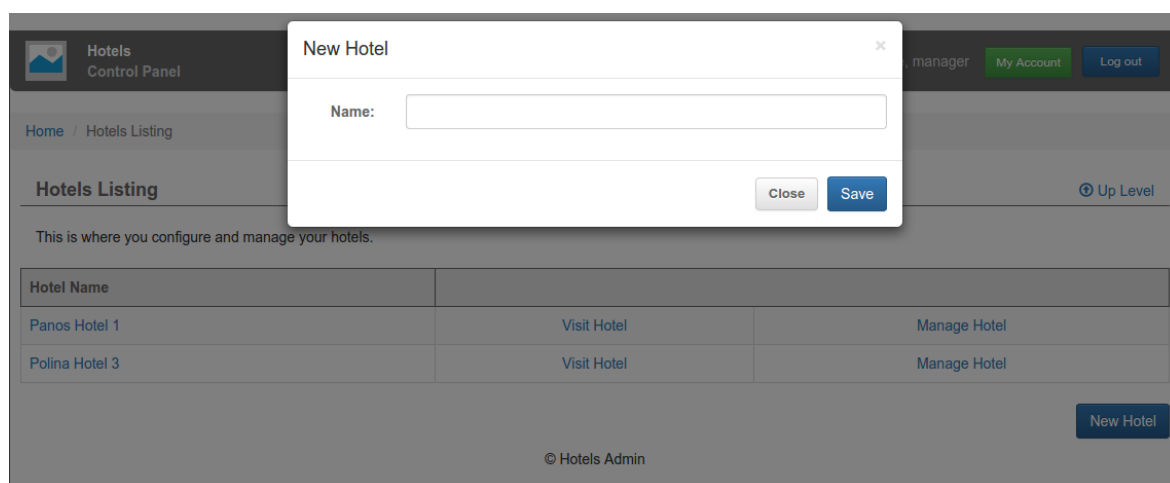 Hotels
Control Panel
New Hotel ×
, manager My Account Log out
Name:
Home / Hotels Listing
Close Save
Hotels Listing Up Level
This is where you configure and manage your hotels.
Hotel Name
Panos Hotel 1 Visit Hotel Manage Hotel
Polina Hotel 3 Visit Hotel Manage Hotel
New Hotel
© Hotels Admin